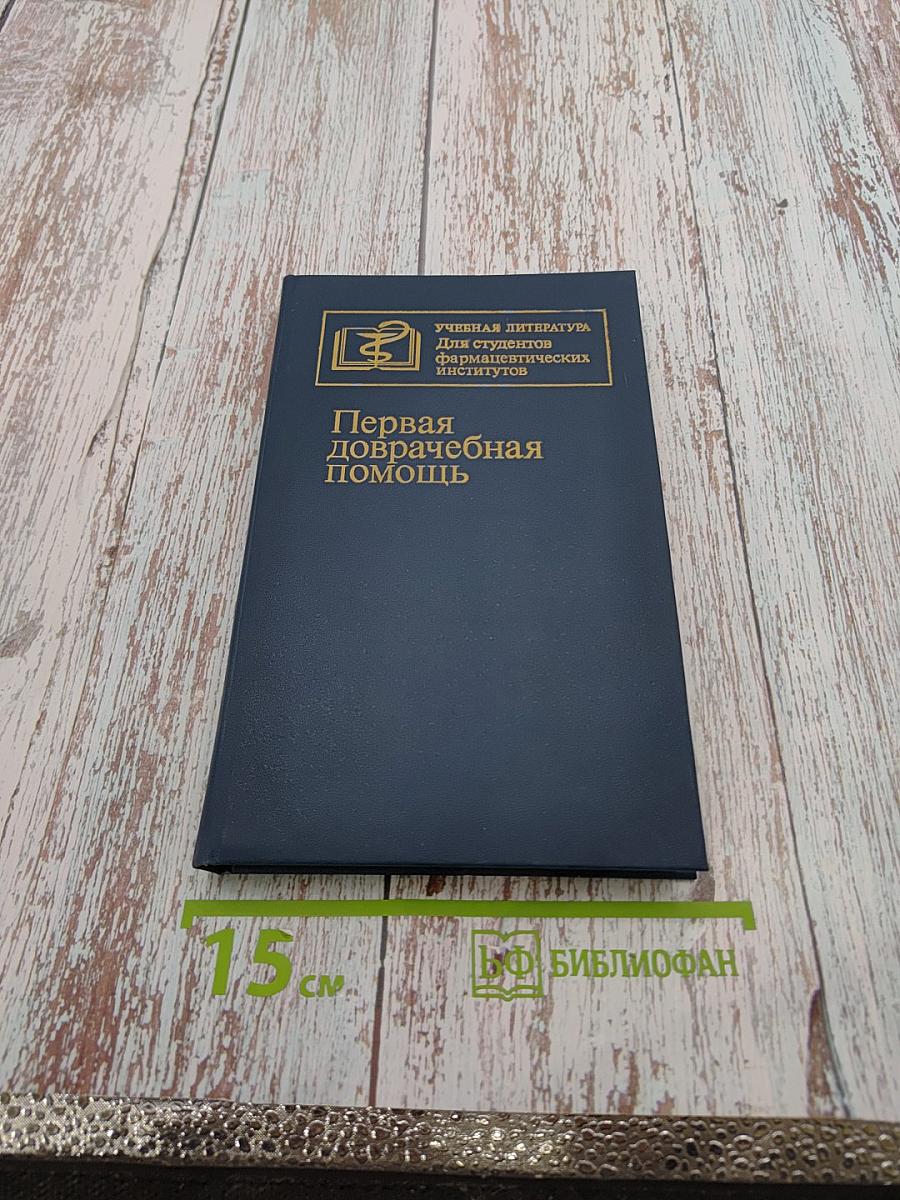 УЧЕБНАЯ ЛИТЕРАТУРА
Для студентов
фармацевтических
институтов
Первая
доврачебная
помощь
15 см
БФ БИБЛИОФАН